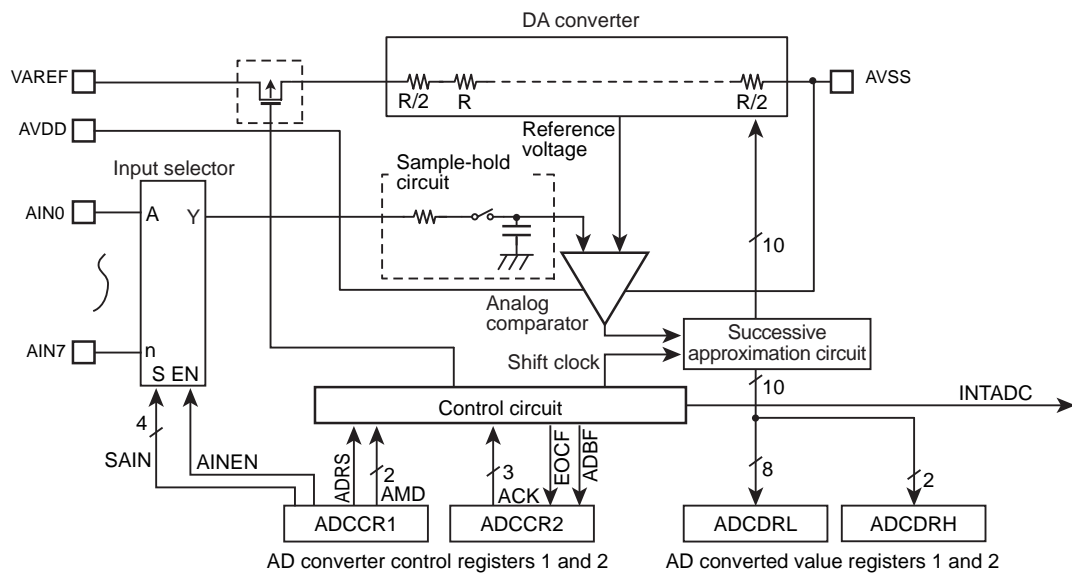 DA converter
VAREF
AVSS
R/2
R
R/2
AVDD
Reference
voltage
Input selector
Sample-hold
circuit
AIN0
A
Y
10
Analog
comparator
Successive
approximation circuit
AIN7
n
Shift clock
S EN
10
INTADC
Control circuit
4
SAIN
AINEN
ADRS
2
AMD
3
ACK
EOCF
ADBF
8
2
ADCCR1
ADCCR2
ADCDRL
ADCDRH
AD converter control registers 1 and 2
AD converted value registers 1 and 2